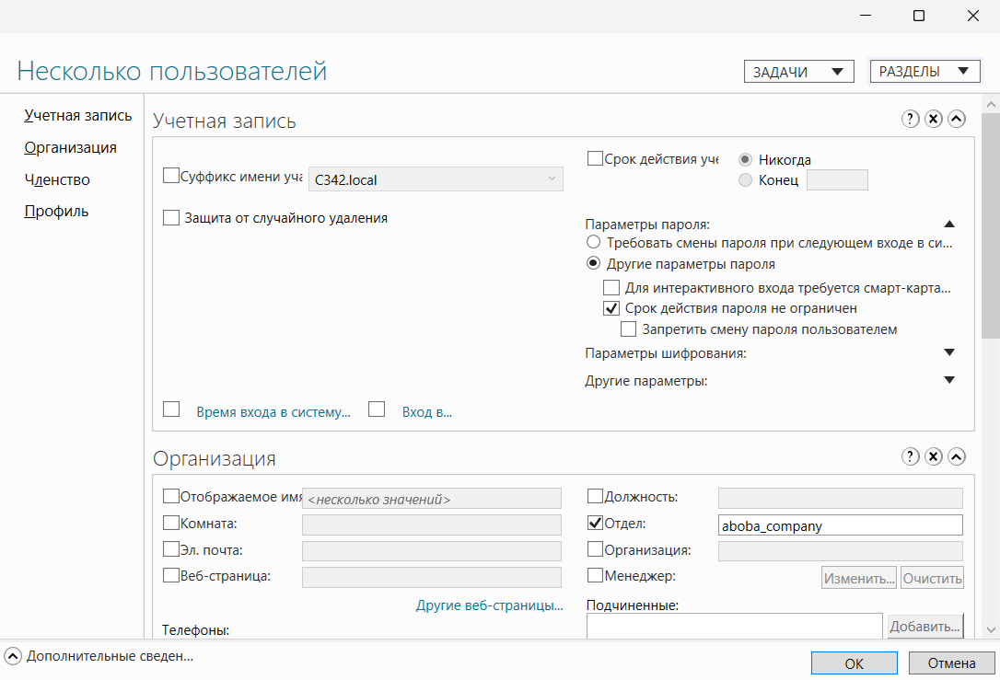 Несколько пользователей
ЗАДАЧИ
РАЗДЕЛЫ
Учетная запись
Организация
Членство
Профиль
Учетная запись
Суффикс имени уча
C342.local
Защита от случайного удаления
Срок действия уче
Никогда
Конец
Параметры пароля:
Требовать смены пароля при следующем входе в си...
Другие параметры пароля
Для интерактивного входа требуется смарт-карта...
Срок действия пароля не ограничен
Запретить смену пароля пользователем
Параметры шифрования:
Другие параметры:
Время входа в систему...
Вход в...
Организация
Отображаемое имя
<несколько значений>
Комната:
Эл. почта:
Веб-страница:
Другие веб-страницы...
Телефоны:
Должность:
Отдел:
aboba_company
Организация:
Менеджер:
Изменить...
Очистить
Подчиненные:
Добавить...
Дополнительные сведен...
ОК
Отмена